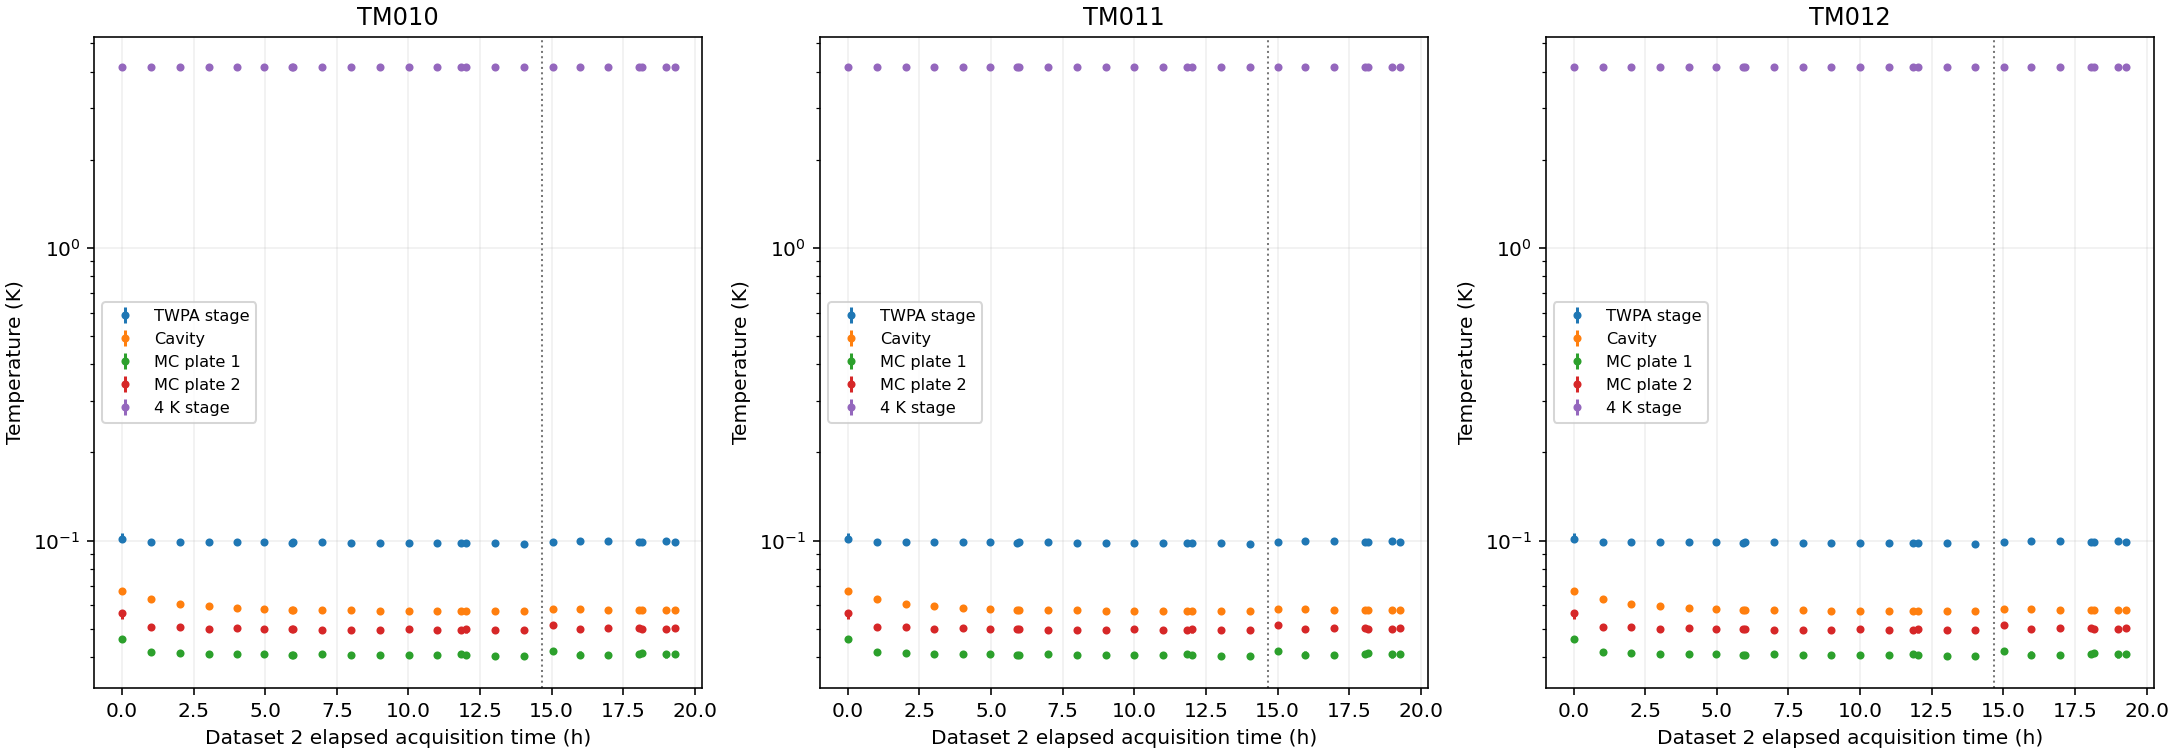 TM010
TM011
TM012
Temperature (K)
10⁰
10⁻¹
TWPA stage
Cavity
MC plate 1
MC plate 2
4 K stage
0.0 2.5 5.0 7.5 10.0 12.5 15.0 17.5 20.0
Dataset 2 elapsed acquisition time (h)
Temperature (K)
10⁰
10⁻¹
TWPA stage
Cavity
MC plate 1
MC plate 2
4 K stage
0.0 2.5 5.0 7.5 10.0 12.5 15.0 17.5 20.0
Dataset 2 elapsed acquisition time (h)
Temperature (K)
10⁰
10⁻¹
TWPA stage
Cavity
MC plate 1
MC plate 2
4 K stage
0.0 2.5 5.0 7.5 10.0 12.5 15.0 17.5 20.0
Dataset 2 elapsed acquisition time (h)